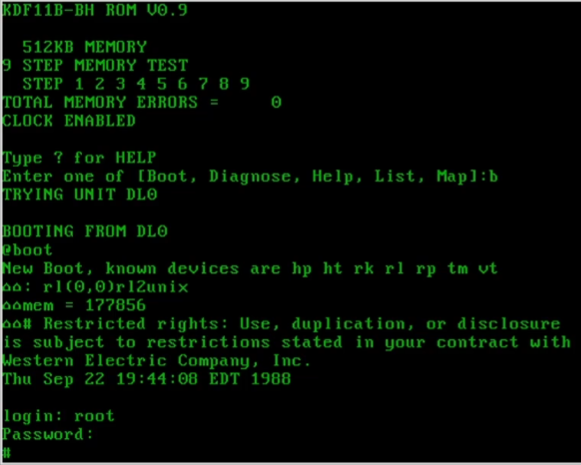 KDF11B-BH ROM V0.9
512KB MEMORY
9 STEP MEMORY TEST
STEP 1 2 3 4 5 6 7 8 9
TOTAL MEMORY ERRORS = 0
CLOCK ENABLED
Type ? for HELP
Enter one of [Boot, Diagnose, Help, List, Map]:b
TRYING UNIT DL0
BOOTING FROM DL0
@boot
New Boot, known devices are hp ht rk rl rp tm vt
: rl(0,0)rl2unix
mem = 177856
# Restricted rights: Use, duplication, or disclosure
is subject to restrictions stated in your contract with
Western Electric Company, Inc.
Thu Sep 22 19:44:08 EDT 1988
login: root
Password:
#